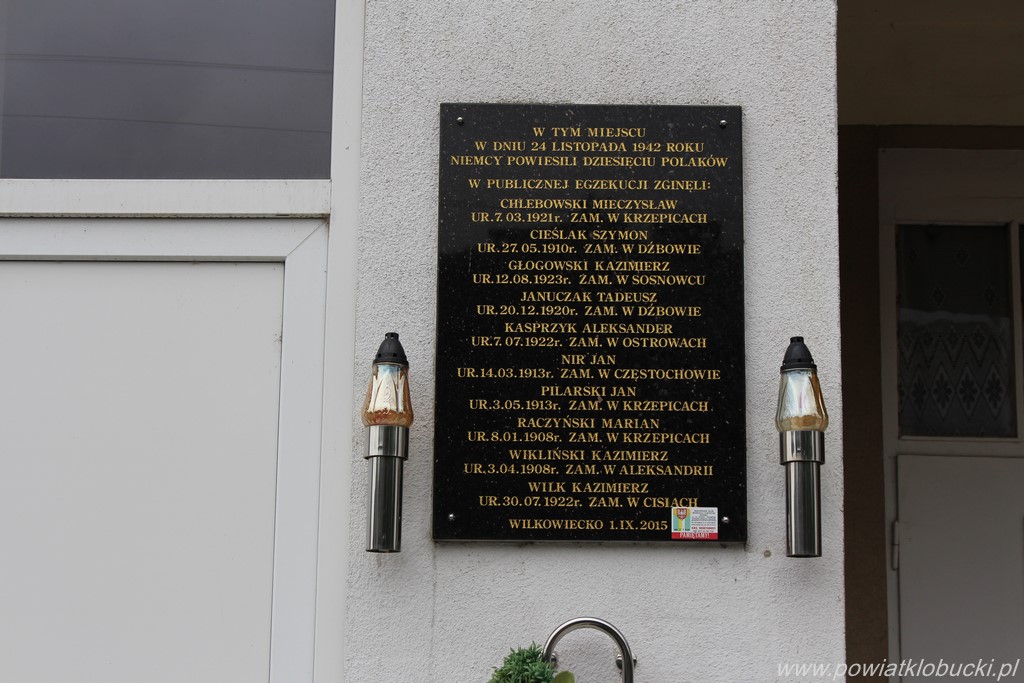 W TYM MIEJSCU
W DNIU 24 LISTOPADA 1942 ROKU
NIEMCY POWIESILI DZIESIĘCIU POLAKÓW
W PUBLICZNEJ EGZEKUCJI ZGINĘLI:
CHŁEBOWSKI MIECZYSŁAW
UR.7.03.1921r. ZAM. W KRZEPICACH
CIEŚLAK SZYMON
UR.27.05.1910r. ZAM. W DŹBOWIE
GŁOGOWSKI KAZIMIERZ
UR.12.08.1923r. ZAM. W SOSNOWCU
JANUCZAK TADEUSZ
UR.20.12.1920r. ZAM. W DŹBOWIE
KASPRZYK ALEKSANDER
UR.7.07.1922r. ZAM. W OSTROWACH
NIR JAN
UR.14.03.1913r. ZAM. W CZĘSTOCHOWIE
PILARSKI JAN
UR.3.05.1913r. ZAM. W KRZEPICACH
RACZYŃSKI MARIAN
UR.8.01.1908r. ZAM. W KRZEPICACH
WIKLIŃSKI KAZIMIERZ
UR.3.04.1908r. ZAM. W ALEKSANDRII
WILK KAZIMIERZ
UR.30.07.1922r. ZAM. W CISIACH
WILKOWIECKO 1.IX.2015
PAMIĘTAMY!
www.powiatklobucki.pl